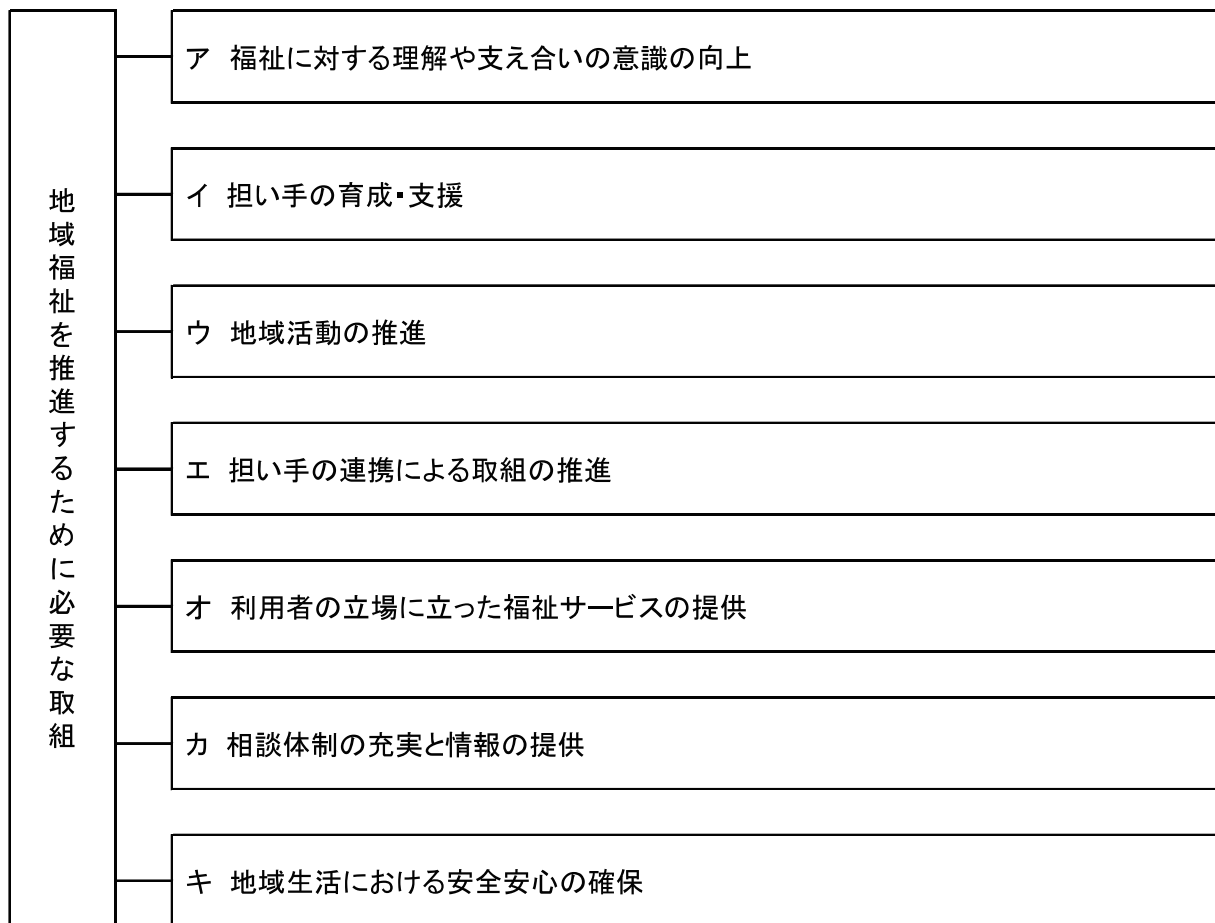 地域福祉を推進するために必要な取組
ア 福祉に対する理解や支え合いの意識の向上
イ 担い手の育成・支援
ウ 地域活動の推進
エ 担い手の連携による取組の推進
オ 利用者の立場に立った福祉サービスの提供
カ 相談体制の充実と情報の提供
キ 地域生活における安全安心の確保